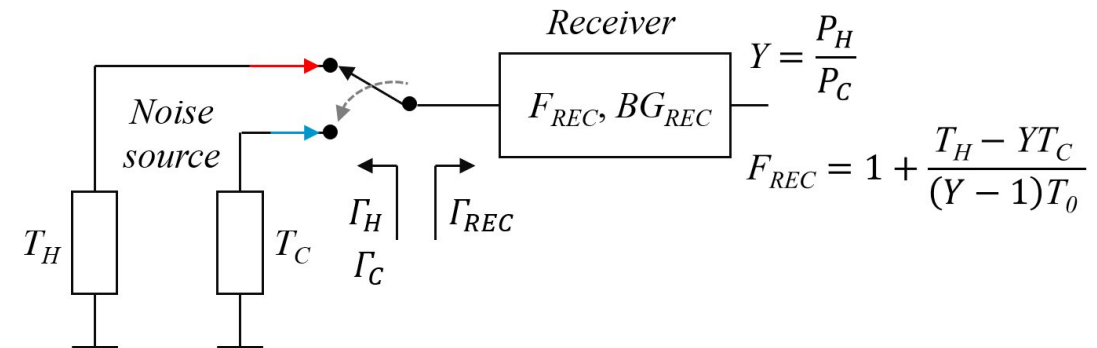 Receiver
Noise
source
F_REC, BG_REC
Y = P_H / P_C
F_REC = 1 + (T_H − YT_C) / ((Y − 1)T_0)
T_H
T_C
Γ_H
Γ_C
Γ_REC